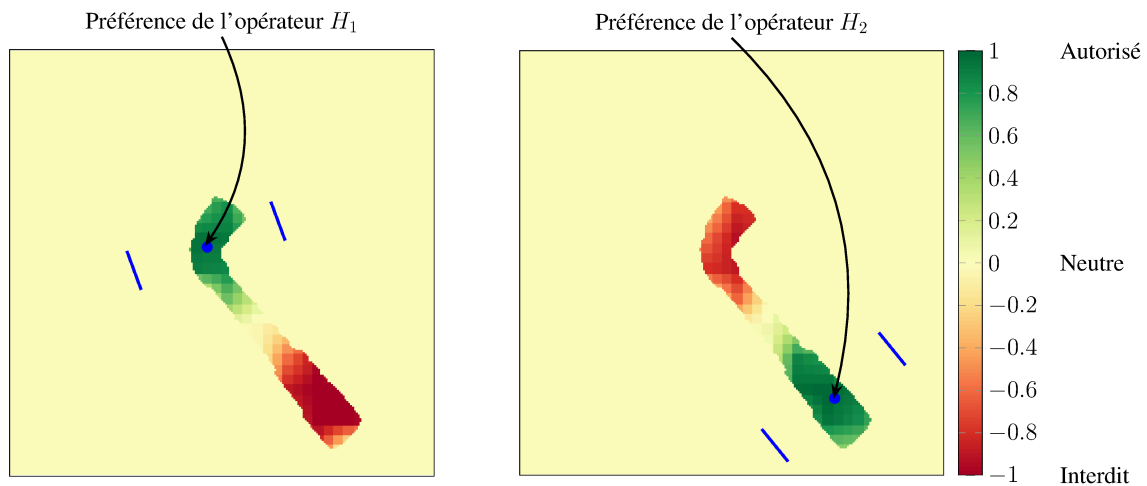 Préférence de l'opérateur H₁
Préférence de l'opérateur H₂
1 Autorisé
0.8
0.6
0.4
0.2
0 Neutre
−0.2
−0.4
−0.6
−0.8
−1 Interdit